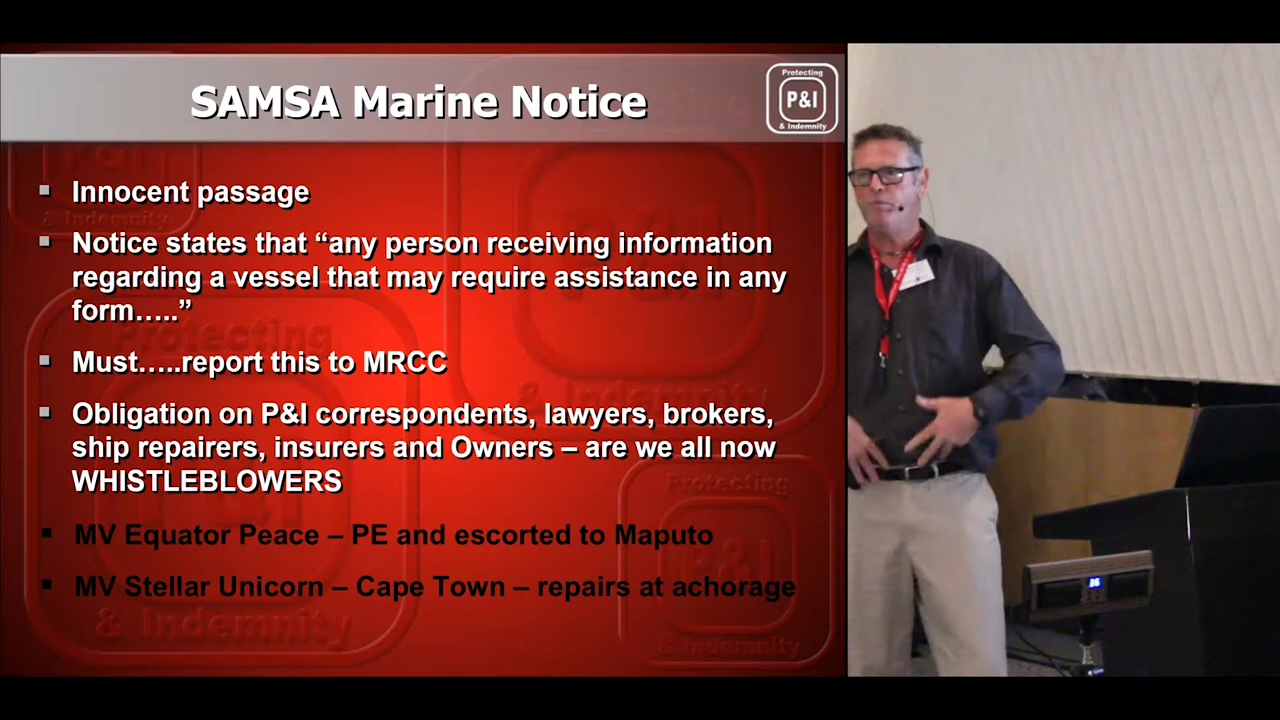 SAMSA Marine Notice
Protecting
P&I
& Indemnity
Innocent passage
Notice states that “any person receiving information
regarding a vessel that may require assistance in any
form…..”
Must…..report this to MRCC
Obligation on P&I correspondents, lawyers, brokers,
ship repairers, insurers and Owners – are we all now
WHISTLEBLOWERS
MV Equator Peace – PE and escorted to Maputo
MV Stellar Unicorn – Cape Town – repairs at achorage
Protecting
P&I
& Indemnity